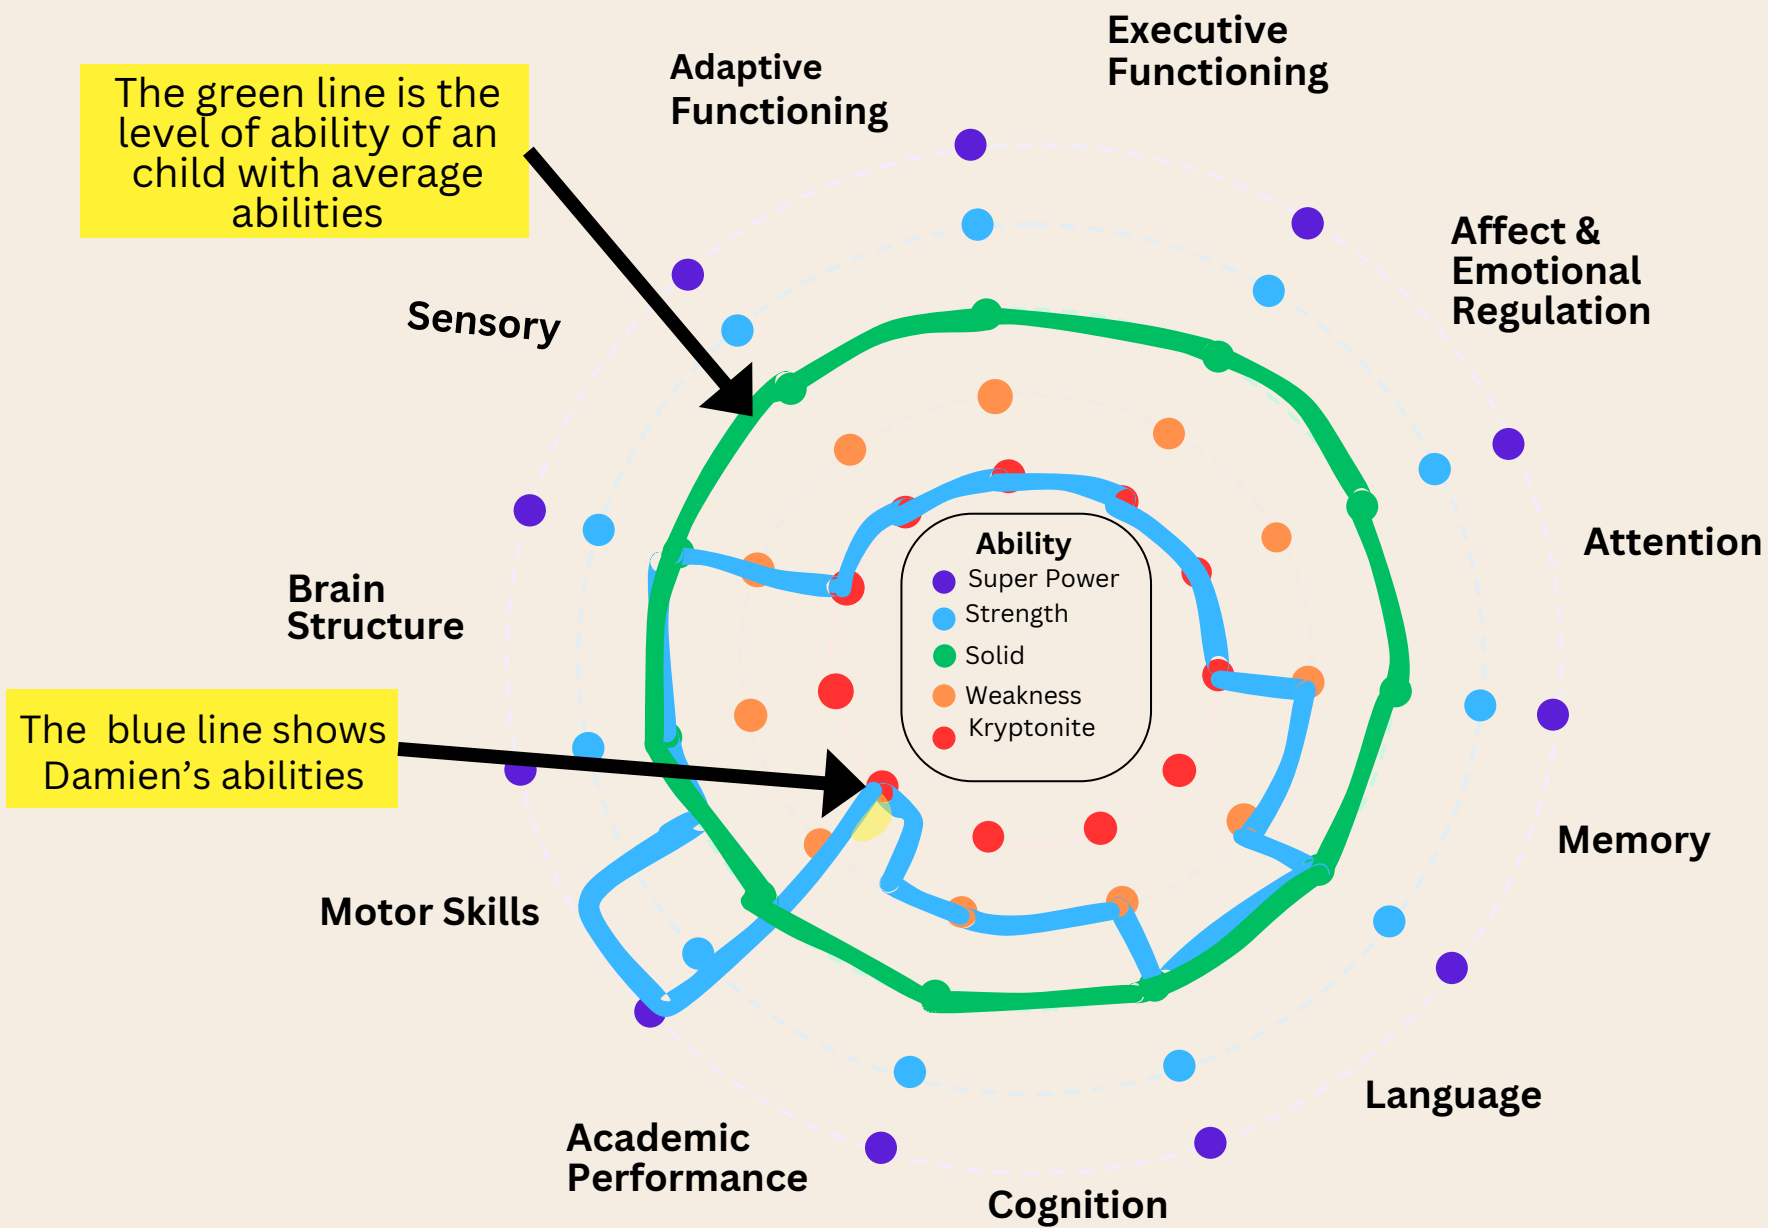 The green line is the
level of ability of an
child with average
abilities
Adaptive
Functioning
Executive
Functioning
Affect &
Emotional
Regulation
Sensory
Attention
Brain
Structure
Ability
Super Power
Strength
Solid
Weakness
Kryptonite
The  blue line shows
Damien’s abilities
Memory
Motor Skills
Language
Academic
Performance
Cognition